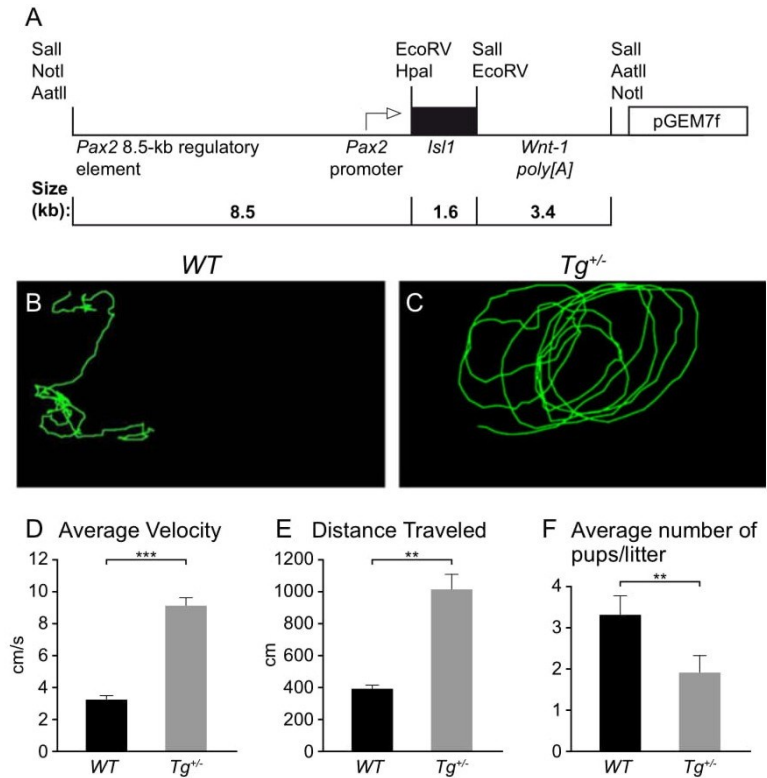 A
SalI
NotI
AatII
EcoRV
HpaI
SalI
EcoRV
SalI
AatII
NotI
pGEM7f
Pax2 8.5-kb regulatory
element
Pax2
promoter
Isl1
Wnt-1
poly[A]
Size
(kb):
8.5
1.6
3.4
WT
Tg+/-
B
C
D Average Velocity
12
10
8
6
4
2
0
cm/s
***
WT
Tg+/-
E Distance Traveled
1200
1000
800
600
400
200
0
cm
**
WT
Tg+/-
F Average number of
pups/litter
4
3
2
1
0
**
WT
Tg+/-